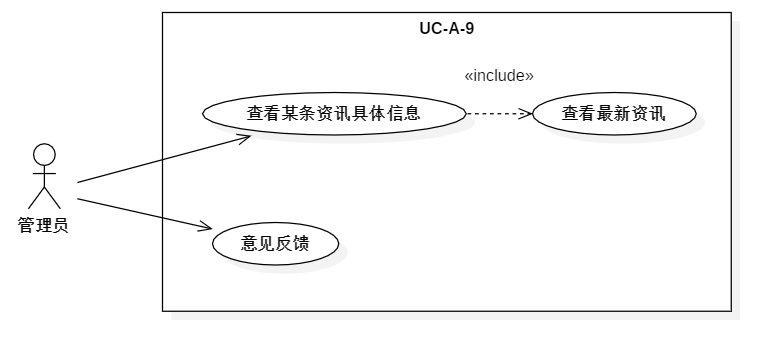 UC-A-9
«include»
查看某条资讯具体信息
查看最新资讯
管理员
意见反馈